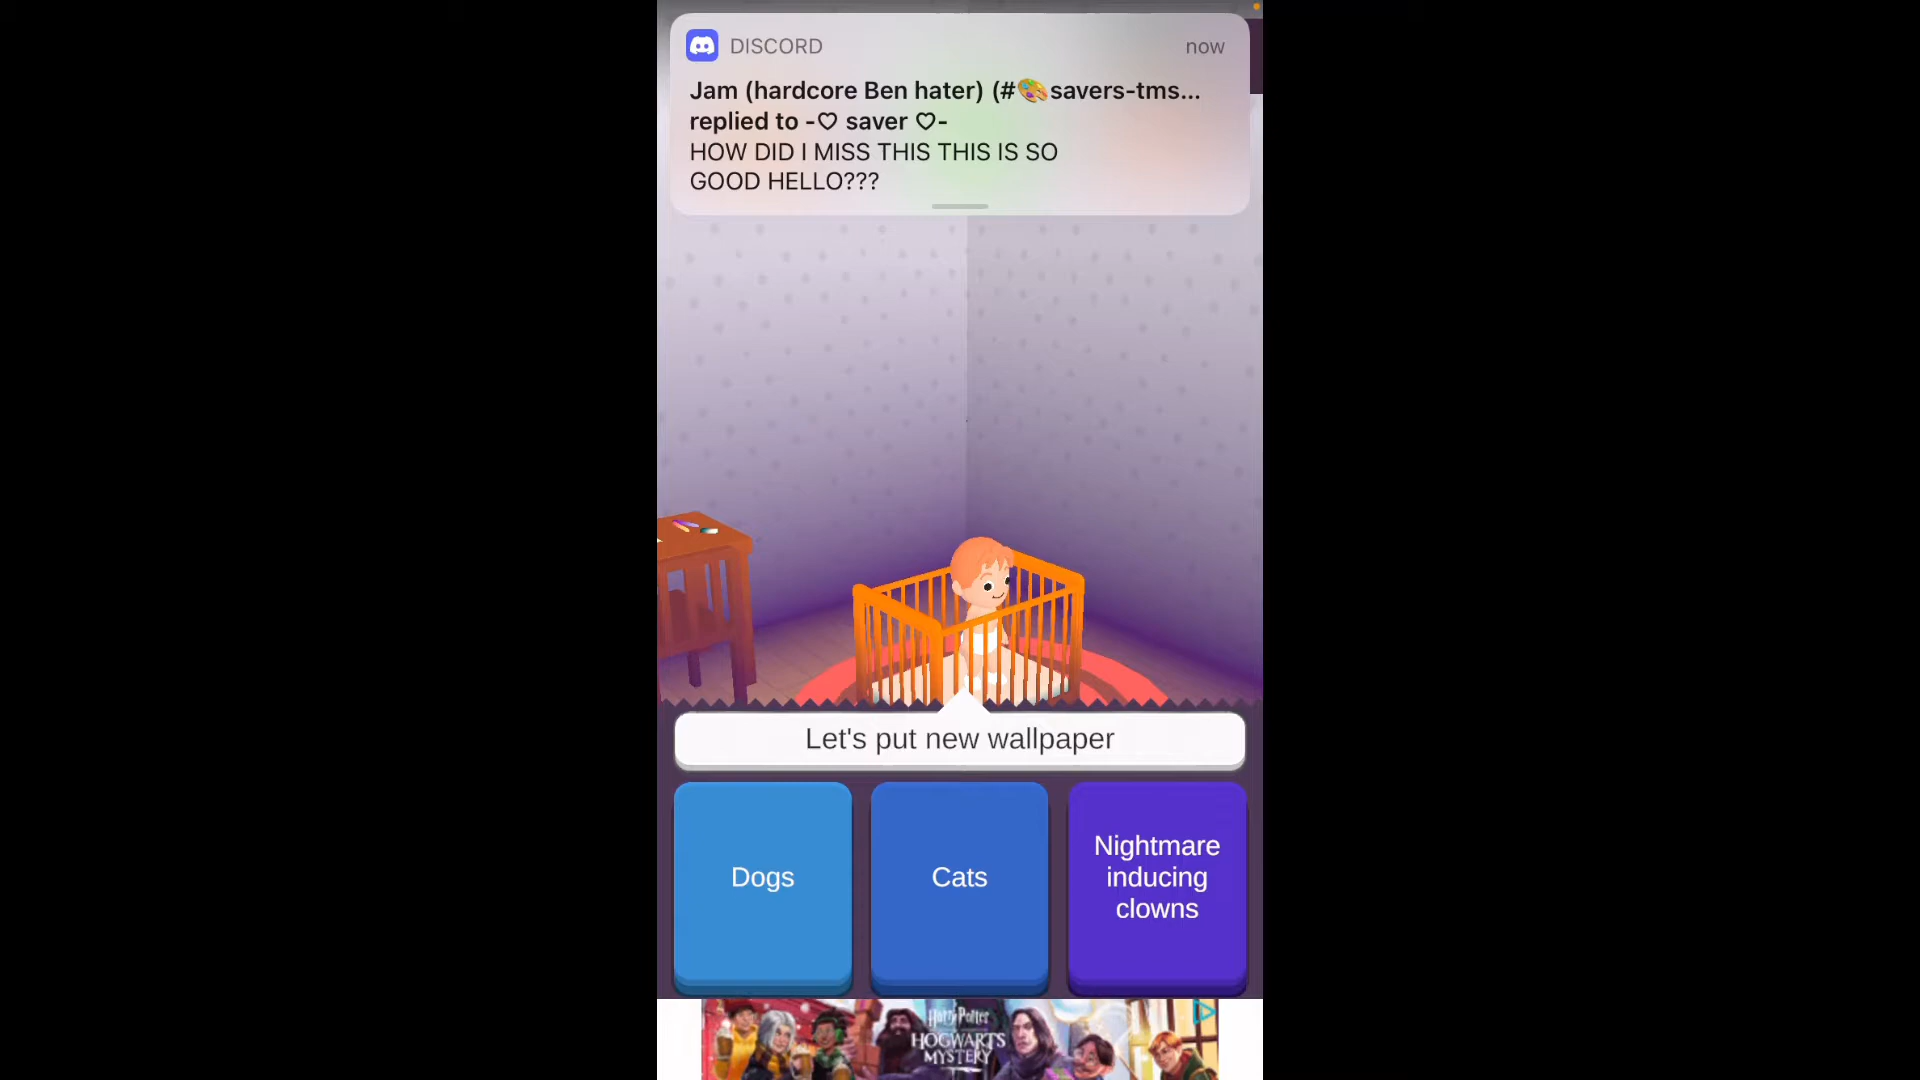 DISCORD
now
Jam (hardcore Ben hater) (#🎨savers-tms...
replied to -♡ saver ♡-
HOW DID I MISS THIS THIS IS SO
GOOD HELLO???
Let's put new wallpaper
Dogs
Cats
Nightmare
inducing
clowns
Harry Potter
HOGWARTS
MYSTERY